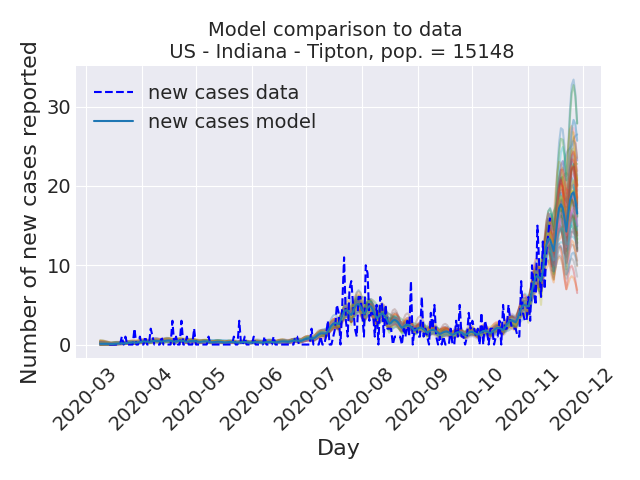 Model comparison to data
US - Indiana - Tipton, pop. = 15148
new cases data
new cases model
Number of new cases reported
30
20
10
0
2020-03
2020-04
2020-05
2020-06
2020-07
2020-08
2020-09
2020-10
2020-11
2020-12
Day